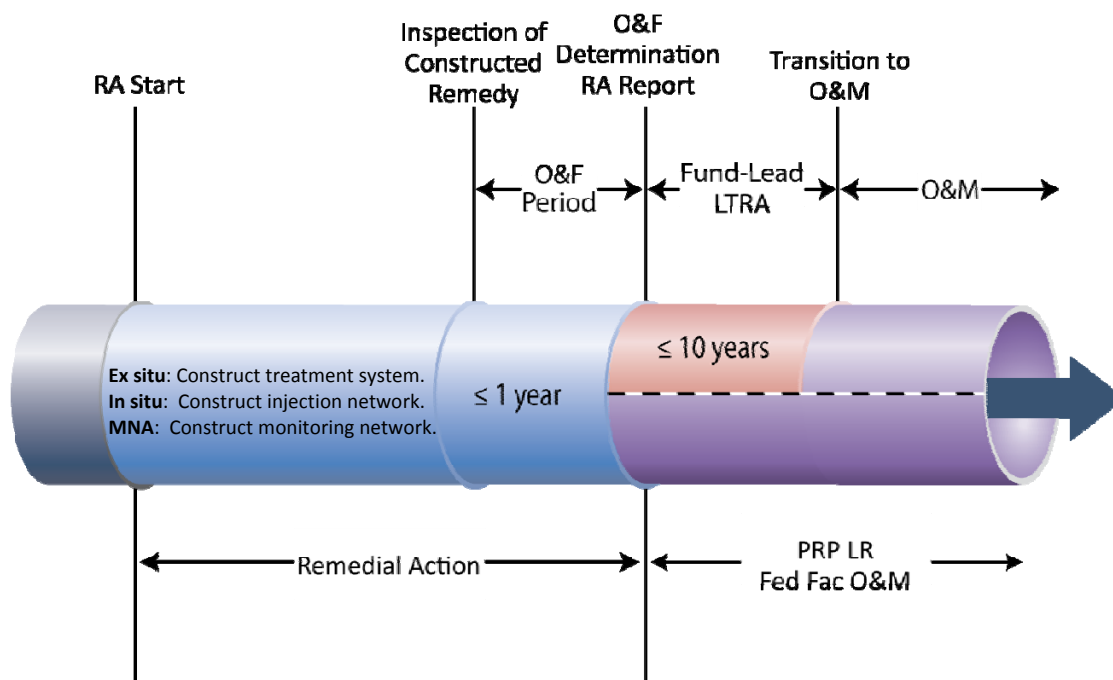 RA Start
Inspection of
Constructed
Remedy
O&F
Determination
RA Report
Transition to
O&M
O&F
Period
Fund-Lead
LTRA
O&M
Ex situ: Construct treatment system.
In situ: Construct injection network.
MNA: Construct monitoring network.
≤ 1 year
≤ 10 years
Remedial Action
PRP LR
Fed Fac O&M